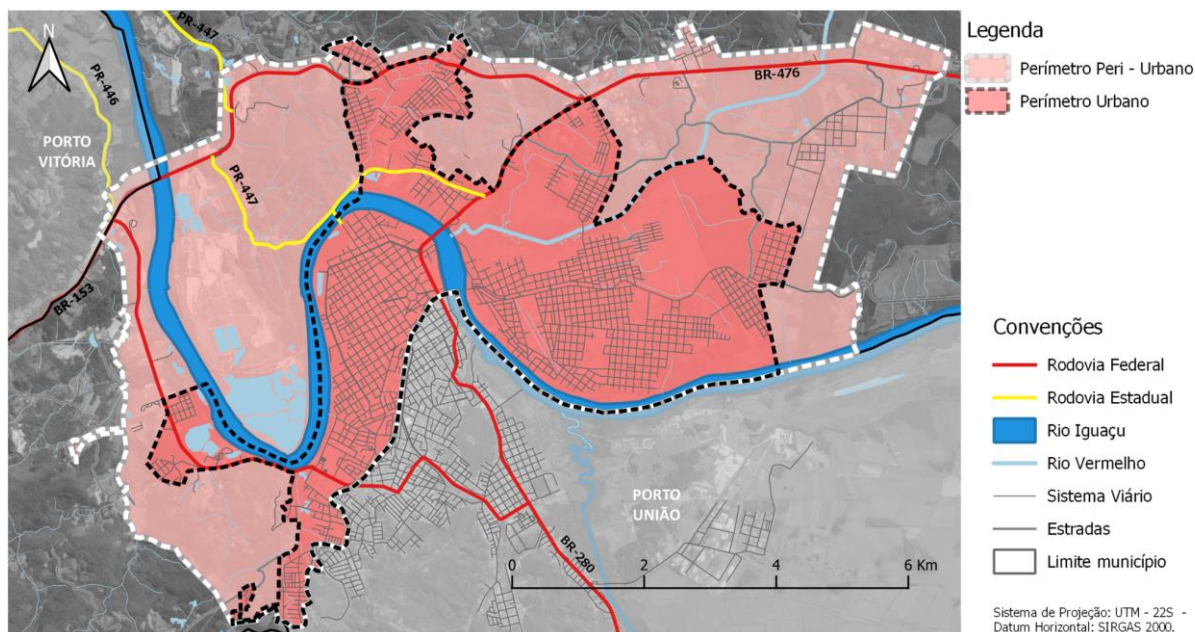 N
PR-447
PR-446
PORTO
VITÓRIA
PR-447
BR-476
BR-153
PORTO
UNIÃO
BR-280
0 2 4 6 Km
Legenda
Perímetro Peri - Urbano
Perímetro Urbano
Convenções
Rodovia Federal
Rodovia Estadual
Rio Iguaçu
Rio Vermelho
Sistema Viário
Estradas
Limite município
Sistema de Projeção: UTM - 22S -
Datum Horizontal: SIRGAS 2000.